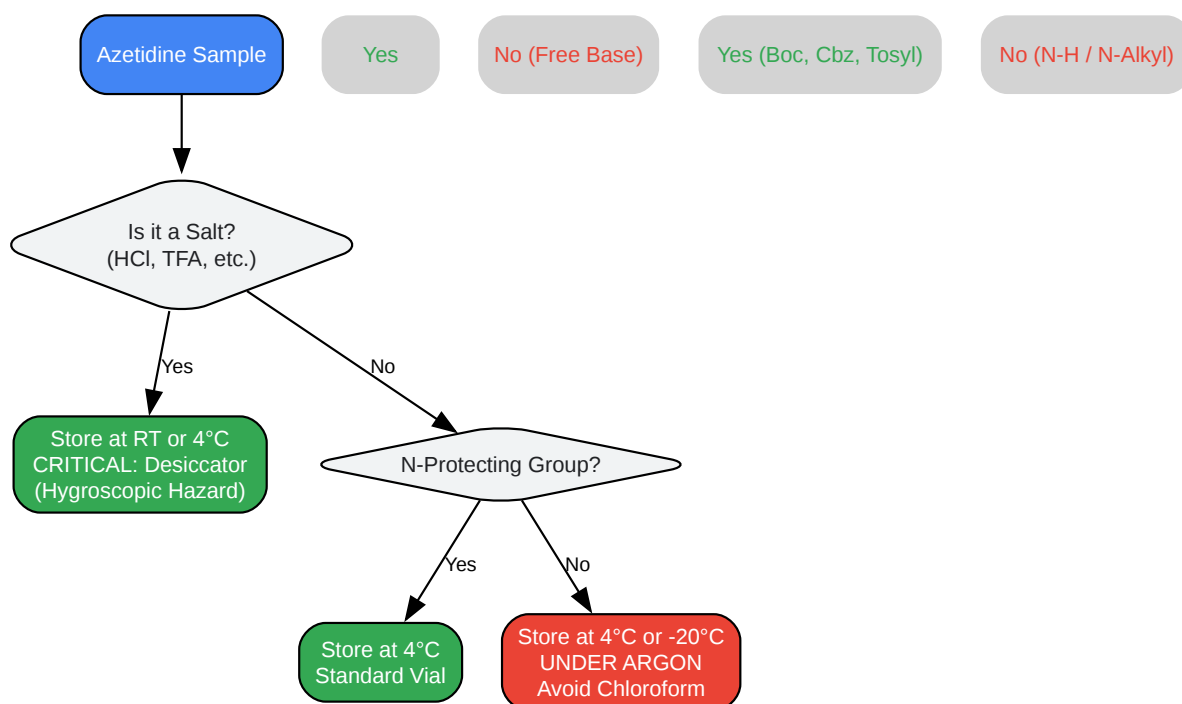 Azetidine Sample
Yes
No (Free Base)
Yes (Boc, Cbz, Tosyl)
No (N-H / N-Alkyl)
Is it a Salt?
(HCl, TFA, etc.)
Yes
No
Store at RT or 4°C
CRITICAL: Desiccator
(Hygroscopic Hazard)
N-Protecting Group?
Yes
No
Store at 4°C
Standard Vial
Store at 4°C or -20°C
UNDER ARGON
Avoid Chloroform